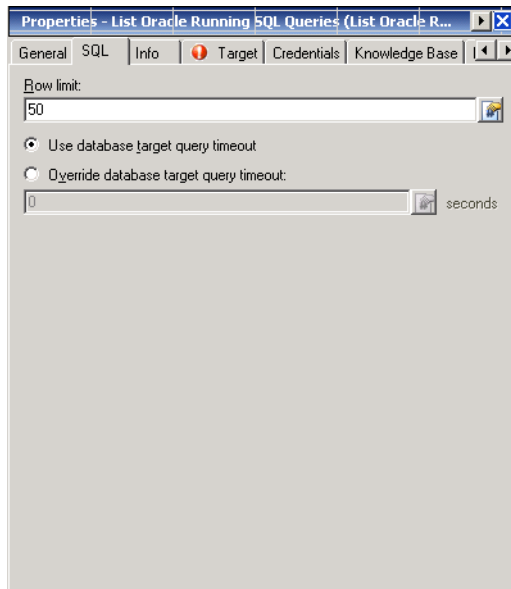 Properties - List Oracle Running SQL Queries (List Oracle R...
General SQL Info Target Credentials Knowledge Base
Row limit:
50
Use database target query timeout
Override database target query timeout:
0 seconds